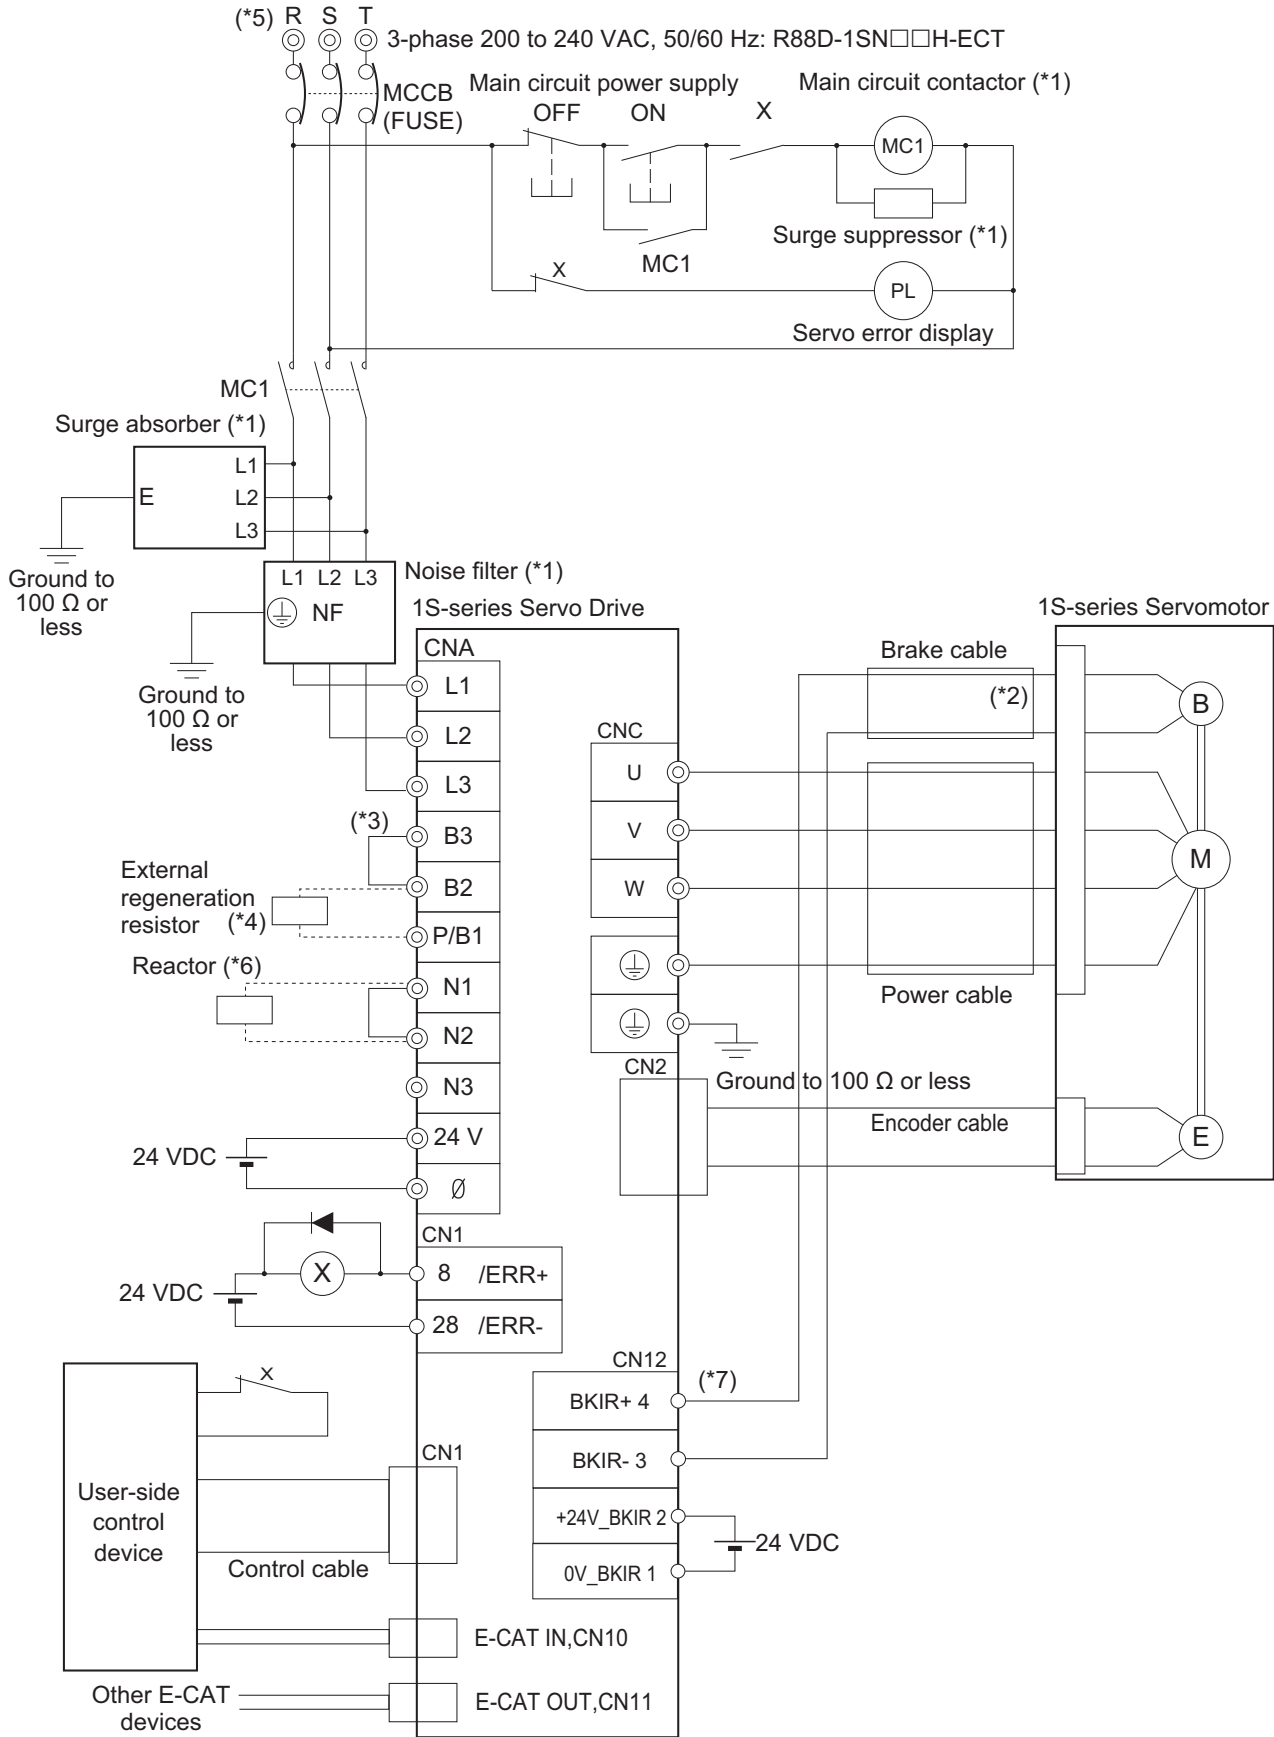 (*5) R S T
3-phase 200 to 240 VAC, 50/60 Hz: R88D-1SN□□H-ECT
MCCB
(FUSE)
Main circuit power supply
Main circuit contactor (*1)
OFF ON X
MC1
Surge suppressor (*1)
MC1
X
PL
Servo error display
MC1
Surge absorber (*1)
L1
E L2
L3
Ground to
100 Ω or
less
L1 L2 L3
NF
Noise filter (*1)
Ground to
100 Ω or
less
1S-series Servo Drive
1S-series Servomotor
CNA
L1
L2
L3
(*3)
B3
B2
P/B1
N1
N2
N3
24 V
Ø
External
regeneration
resistor (*4)
Reactor (*6)
24 VDC
CNC
U
V
W
Brake cable
(*2)
B
M
Power cable
CN2
Ground to 100 Ω or less
Encoder cable
E
CN1
X
8 /ERR+
24 VDC
28 /ERR-
CN12
(*7)
BKIR+ 4
BKIR- 3
+24V_BKIR 2
0V_BKIR 1
24 VDC
X
User-side
control
device
CN1
Control cable
E-CAT IN,CN10
Other E-CAT
devices
E-CAT OUT,CN11